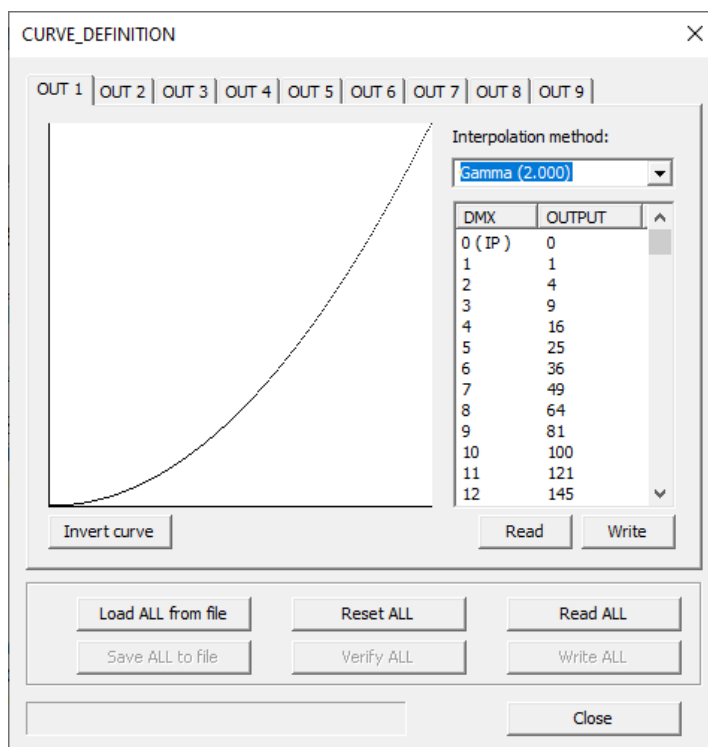 CURVE_DEFINITION
OUT 1 OUT 2 OUT 3 OUT 4 OUT 5 OUT 6 OUT 7 OUT 8 OUT 9
Interpolation method:
Gamma (2.000)
DMX OUTPUT
0 ( IP ) 0
1 1
2 4
3 9
4 16
5 25
6 36
7 49
8 64
9 81
10 100
11 121
12 145
Invert curve Read Write
Load ALL from file Reset ALL Read ALL
Save ALL to file Verify ALL Write ALL
Close